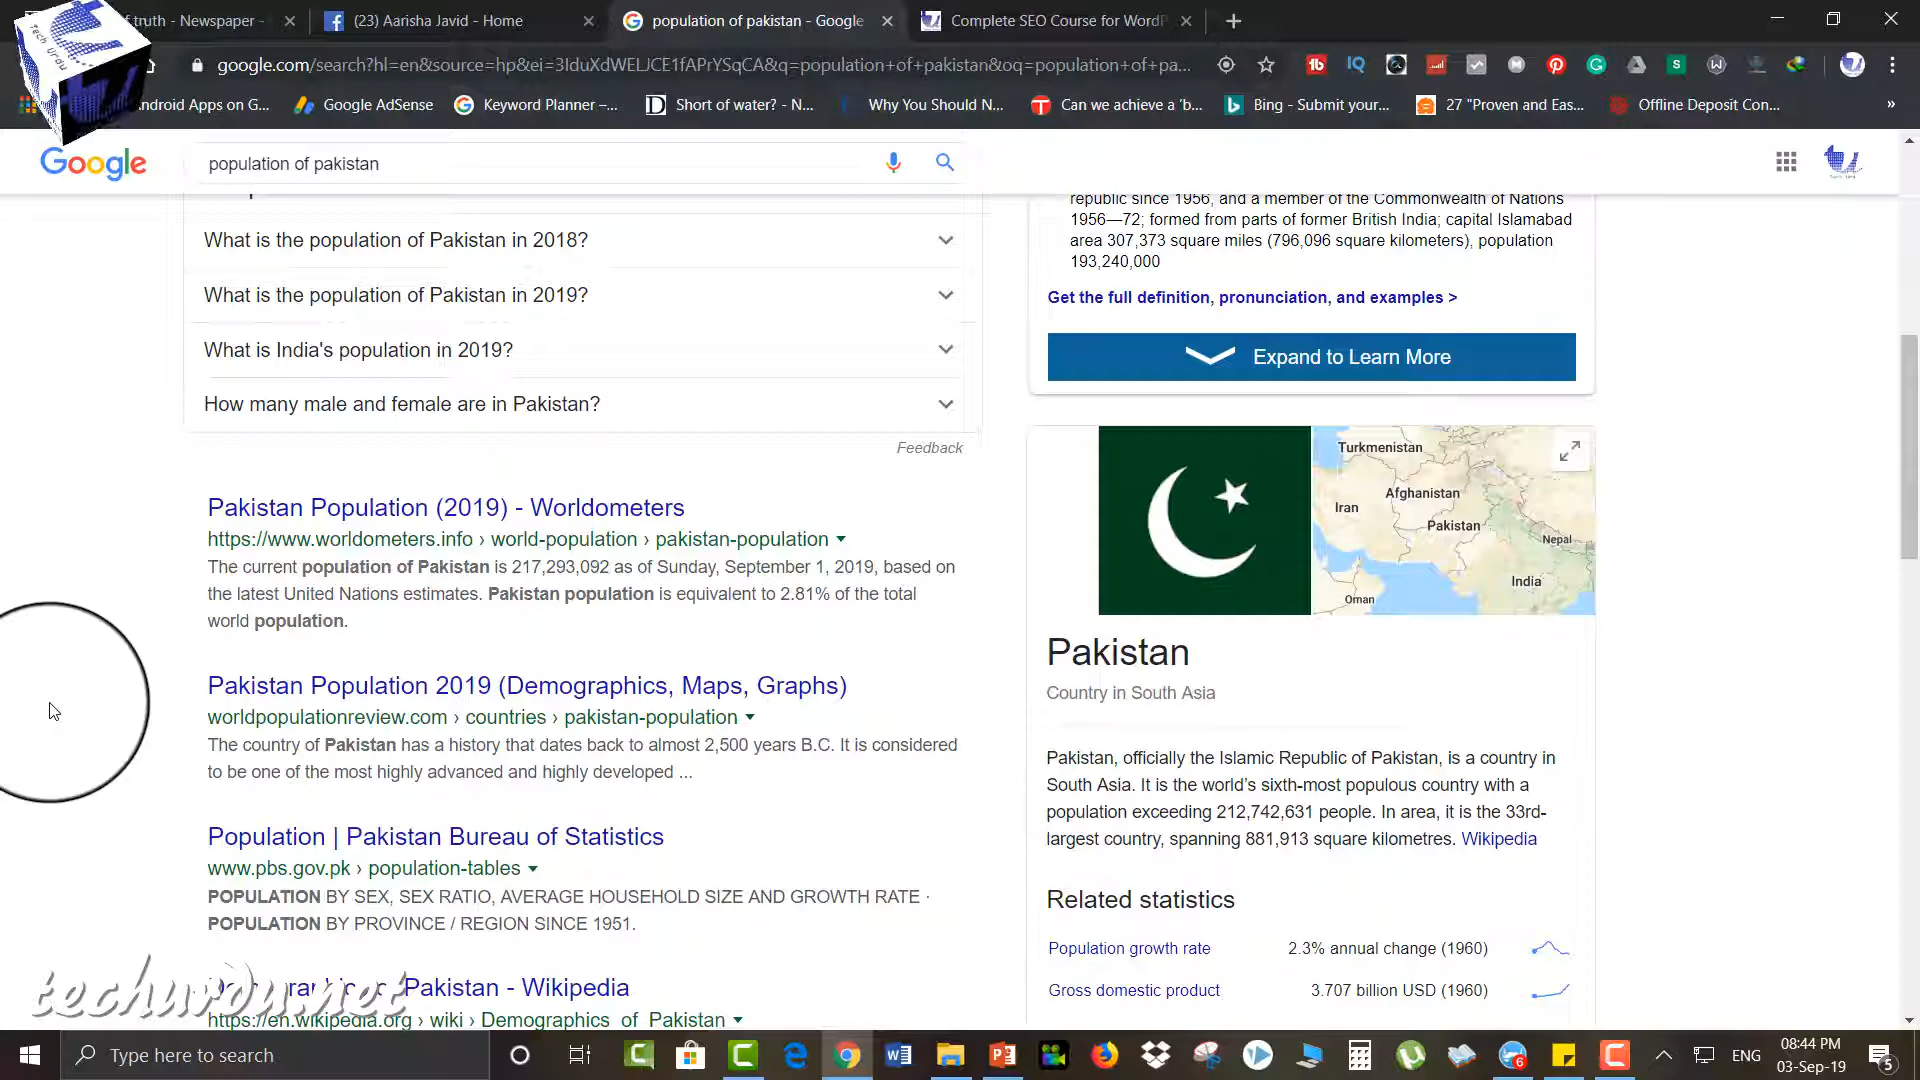 f truth - Newspaper -
(23) Aarisha Javid - Home
population of pakistan - Google
Complete SEO Course for WordP
google.com/search?hl=en&source=hp&ei=3IduXdWELJCE1fAPrYSqCA&q=population+of+pakistan&oq=population+of+pa...
ndroid Apps on G...
Google AdSense
Keyword Planner –...
Short of water? - N...
Why You Should N...
Can we achieve a 'b...
Bing - Submit your...
27 "Proven and Eas...
Offline Deposit Con...
Tech Urdu
Google
population of pakistan
What is the population of Pakistan in 2018?
What is the population of Pakistan in 2019?
What is India's population in 2019?
How many male and female are in Pakistan?
Feedback
Pakistan Population (2019) - Worldometers
https://www.worldometers.info › world-population › pakistan-population
The current population of Pakistan is 217,293,092 as of Sunday, September 1, 2019, based on
the latest United Nations estimates. Pakistan population is equivalent to 2.81% of the total
world population.
Pakistan Population 2019 (Demographics, Maps, Graphs)
worldpopulationreview.com › countries › pakistan-population
The country of Pakistan has a history that dates back to almost 2,500 years B.C. It is considered
to be one of the most highly advanced and highly developed ...
Population | Pakistan Bureau of Statistics
www.pbs.gov.pk › population-tables
POPULATION BY SEX, SEX RATIO, AVERAGE HOUSEHOLD SIZE AND GROWTH RATE ·
POPULATION BY PROVINCE / REGION SINCE 1951.
Pakistan - Wikipedia
https://en.wikipedia.org › wiki › Demographics_of_Pakistan
techurdu.net
republic since 1956, and a member of the Commonwealth of Nations
1956—72; formed from parts of former British India; capital Islamabad
area 307,373 square miles (796,096 square kilometers), population
193,240,000
Get the full definition, pronunciation, and examples >
Expand to Learn More
Turkmenistan
Afghanistan
Iran
Pakistan
Nepal
India
Oman
Pakistan
Country in South Asia
Pakistan, officially the Islamic Republic of Pakistan, is a country in
South Asia. It is the world's sixth-most populous country with a
population exceeding 212,742,631 people. In area, it is the 33rd-
largest country, spanning 881,913 square kilometres. Wikipedia
Related statistics
Population growth rate 2.3% annual change (1960)
Gross domestic product 3.707 billion USD (1960)
Type here to search
ENG
08:44 PM
03-Sep-19
6
5